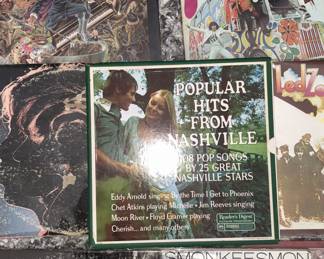 Led Ze
POPULAR
HITS
FROM
NASHVILLE
108 POP SONGS
BY 25 GREAT
NASHVILLE STARS
Eddy Arnold singing By the Time I Get to Phoenix
Chet Atkins playing Michelle • Jim Reeves singing
Moon River • Floyd Cramer playing
Cherish... and many others
Reader's Digest
MONKEES MON